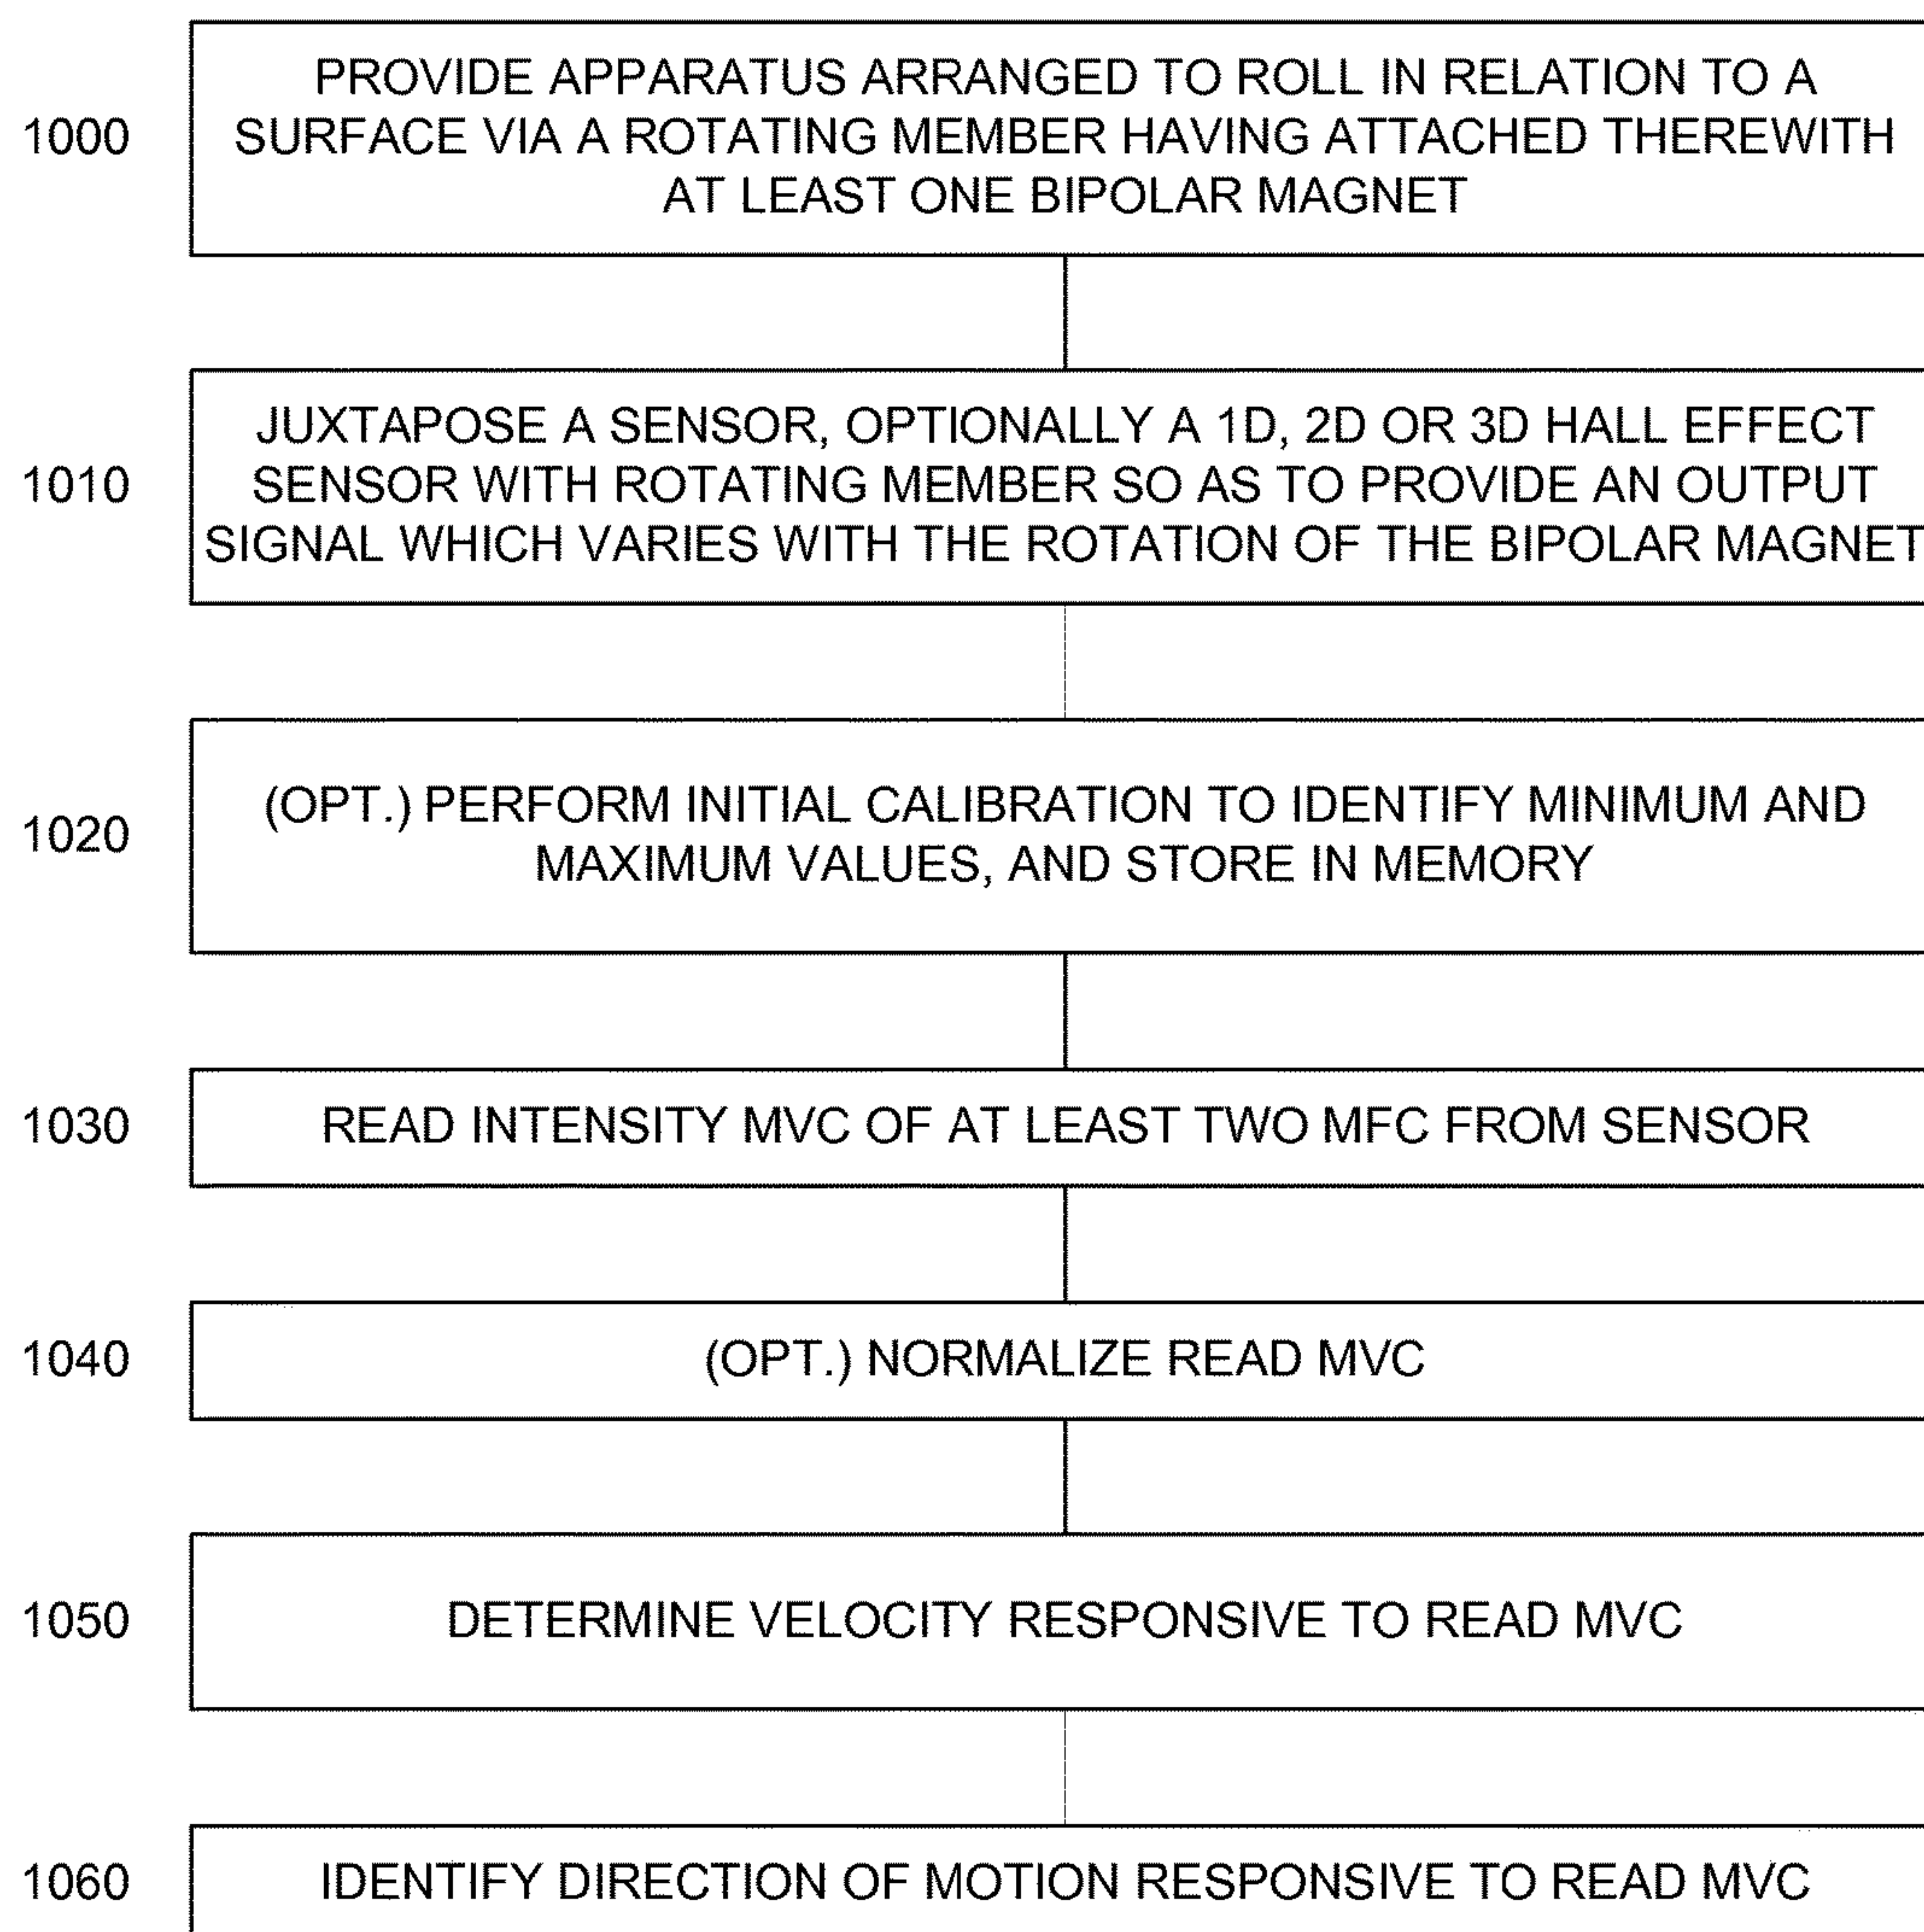 PROVIDE APPARATUS ARRANGED TO ROLL IN RELATION TO A
1000
SURFACE VIA A ROTATING MEMBER HAVING ATTACHED THEREWITH
AT LEAST ONE BIPOLAR MAGNET
JUXTAPOSE A SENSOR, OPTIONALLY A 1D, 2D OR 3D HALL EFFECT
1010
SENSOR WITH ROTATING MEMBER SO AS TO PROVIDE AN OUTPUT
SIGNAL WHICH VARIES WITH THE ROTATION OF THE BIPOLAR MAGNET
1020
(OPT.) PERFORM INITIAL CALIBRATION TO IDENTIFY MINIMUM AND
MAXIMUM VALUES, AND STORE IN MEMORY
1030
READ INTENSITY MVC OF AT LEAST TWO MFC FROM SENSOR
1040
(OPT.) NORMALIZE READ MVC
1050
DETERMINE VELOCITY RESPONSIVE TO READ MVC
1060
IDENTIFY DIRECTION OF MOTION RESPONSIVE TO READ MVC